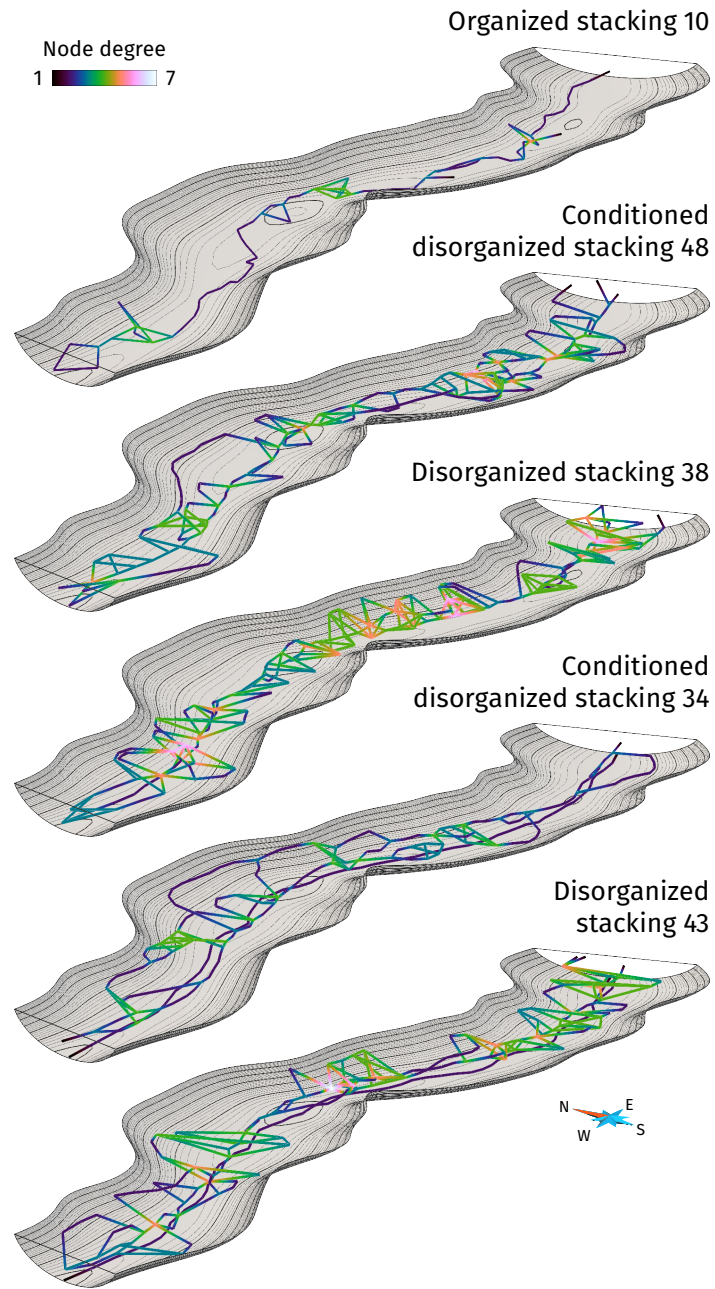 Organized stacking 10
Node degree
1 7
Conditioned
disorganized stacking 48
Disorganized stacking 38
Conditioned
disorganized stacking 34
Disorganized
stacking 43
N E
W S